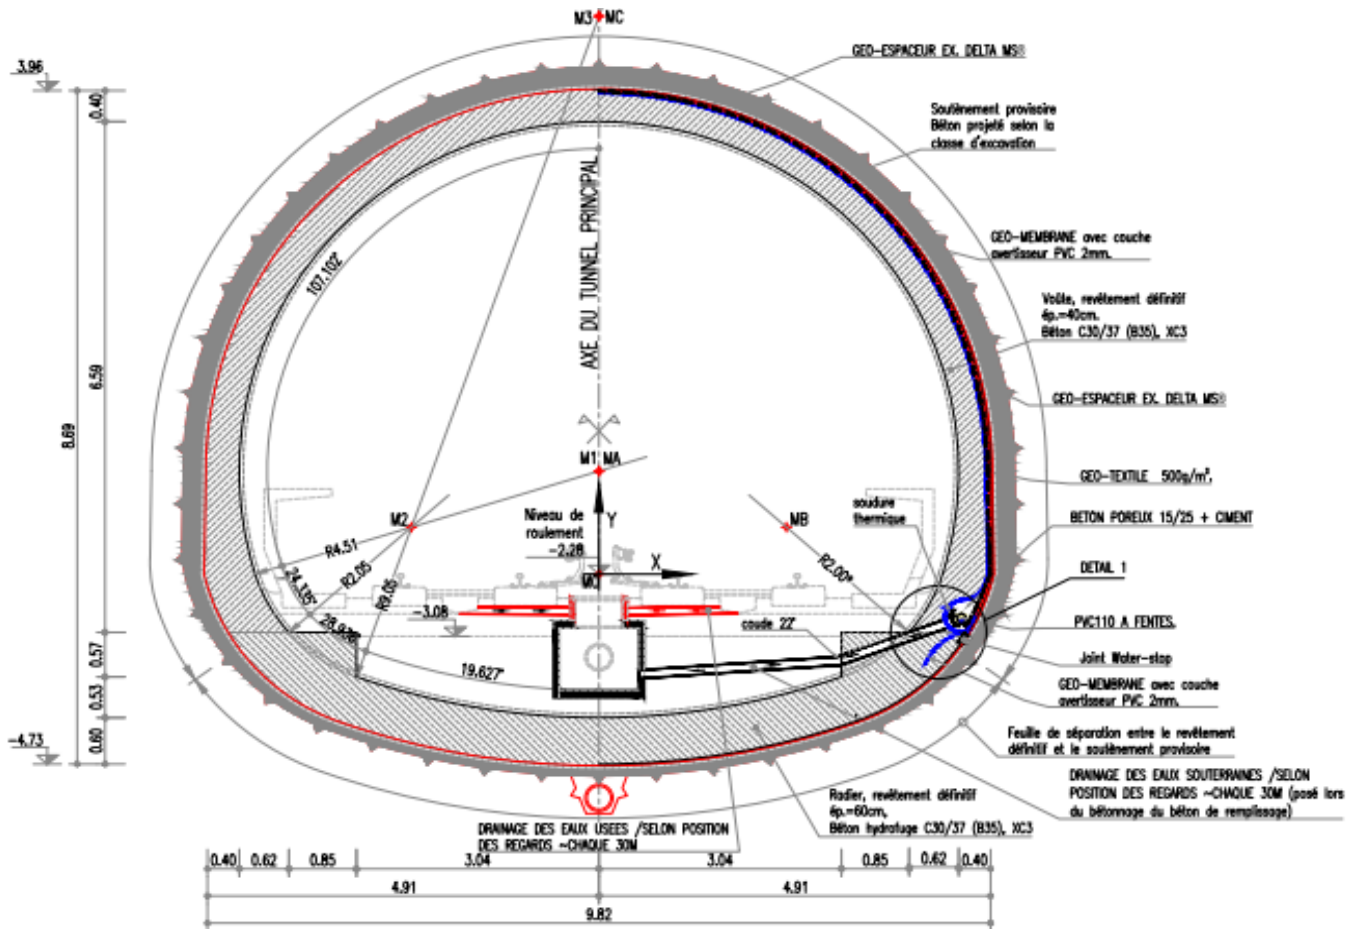 M3 MC
GEO-ESPACEUR EX. DELTA MS®
3.96
0.40
Soutènement provisoire
Béton projeté selon la
classe d'excavation
AXE DU TUNNEL PRINCIPAL
107.102°
GEO-MEMBRANE avec couche
avertisseur PVC 2mm.
Voûte, revêtement définitif
ép.=40cm.
Béton C30/37 (B35), XC3
6.59
8.69
GEO-ESPACEUR EX. DELTA MS®
M1 MA
GEO-TEXTILE 500g/m².
soudure
thermique
M2
MB
Niveau de
roulement
-2.28
Y
X
BETON POREUX 15/25 + CIMENT
R4.51
R2.05
R9.05
R2.00°
DETAIL 1
24.135°
28.936°
-3.08
coude 22°
PVC110 A FENTES.
Joint Water-stop
0.57
19.627°
GEO-MEMBRANE avec couche
avertisseur PVC 2mm.
0.53
0.60
-4.73
Feuille de séparation entre le revêtement
définitif et le soutènement provisoire
DRAINAGE DES EAUX SOUTERRAINES /SELON
POSITION DES REGARDS ~CHAQUE 30M (posé lors
du bétonnage du béton de remplissage)
Radier, revêtement définitif
ép.=60cm,
Béton hydrofuge C30/37 (B35), XC3
DRAINAGE DES EAUX USEES /SELON POSITION
DES REGARDS ~CHAQUE 30M
0.40 0.62 0.85 3.04 3.04 0.85 0.62 0.40
4.91 4.91
9.82